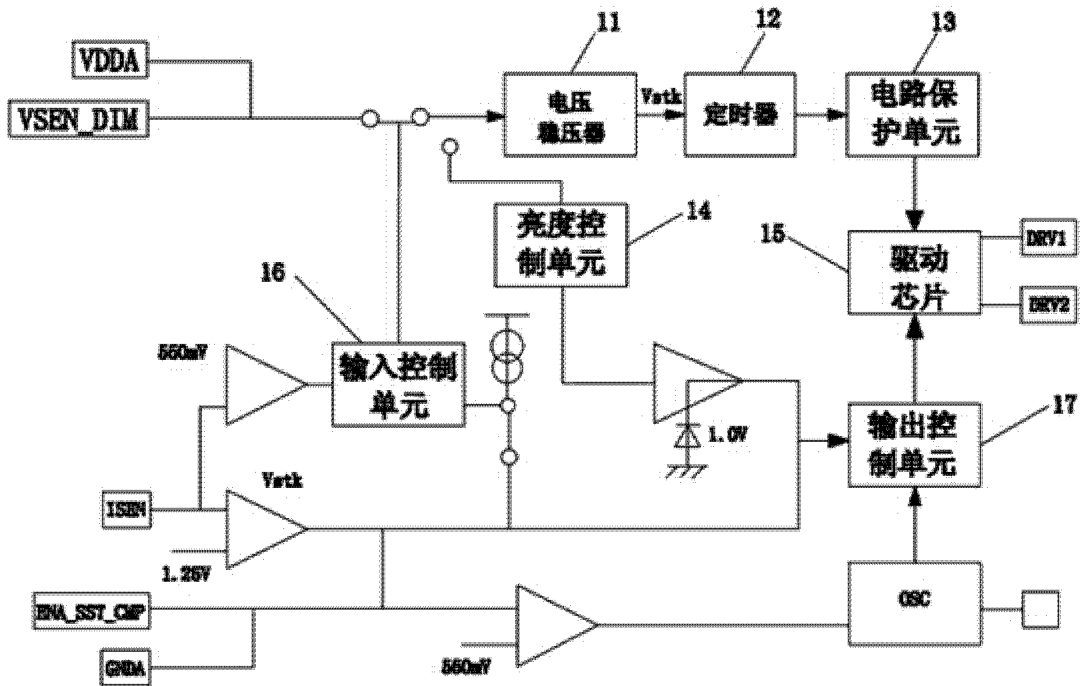 11
12
13
VDDA
VSEN_DIM
电压
稳压器
Vstk
定时器
电路保
护单元
14
亮度控
制单元
15
驱动
芯片
DRV1
DRV2
16
550mV
输入控制
单元
1.0V
输出控
制单元
17
ISEN
Vstk
1.25V
ENA_SST_CMP
GNDA
550mV
OSC